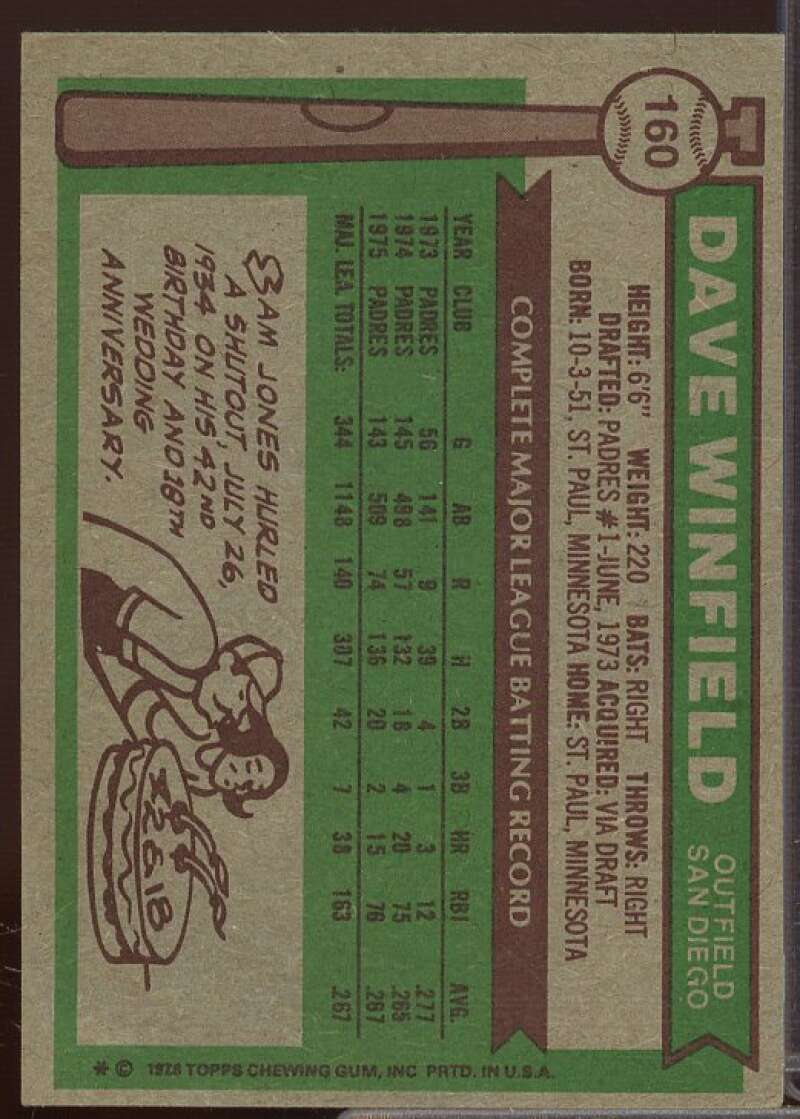 160
DAVE WINFIELD
OUTFIELD
SAN DIEGO
HEIGHT: 6'6" WEIGHT: 220 BATS: RIGHT THROWS: RIGHT
DRAFTED: PADRES #1-JUNE, 1973 ACQUIRED: VIA DRAFT
BORN: 10-3-51, ST. PAUL, MINNESOTA HOME: ST. PAUL, MINNESOTA
COMPLETE MAJOR LEAGUE BATTING RECORD
YEAR CLUB G AB R H 2B 3B HR RBI AVG.
1973 PADRES 56 141 9 39 4 1 3 12 .277
1974 PADRES 145 498 57 132 18 4 20 75 .265
1975 PADRES 143 509 74 136 20 2 15 76 .267
MAJ. LEA. TOTALS: 344 1148 140 307 42 7 38 163 .267
SAM JONES HURLED
A SHUTOUT, JULY 26,
1934 ON HIS 42ND
BIRTHDAY AND 18TH
WEDDING
ANNIVERSARY.
42 & 18
* © 1976 TOPPS CHEWING GUM, INC PRTD. IN U.S.A.